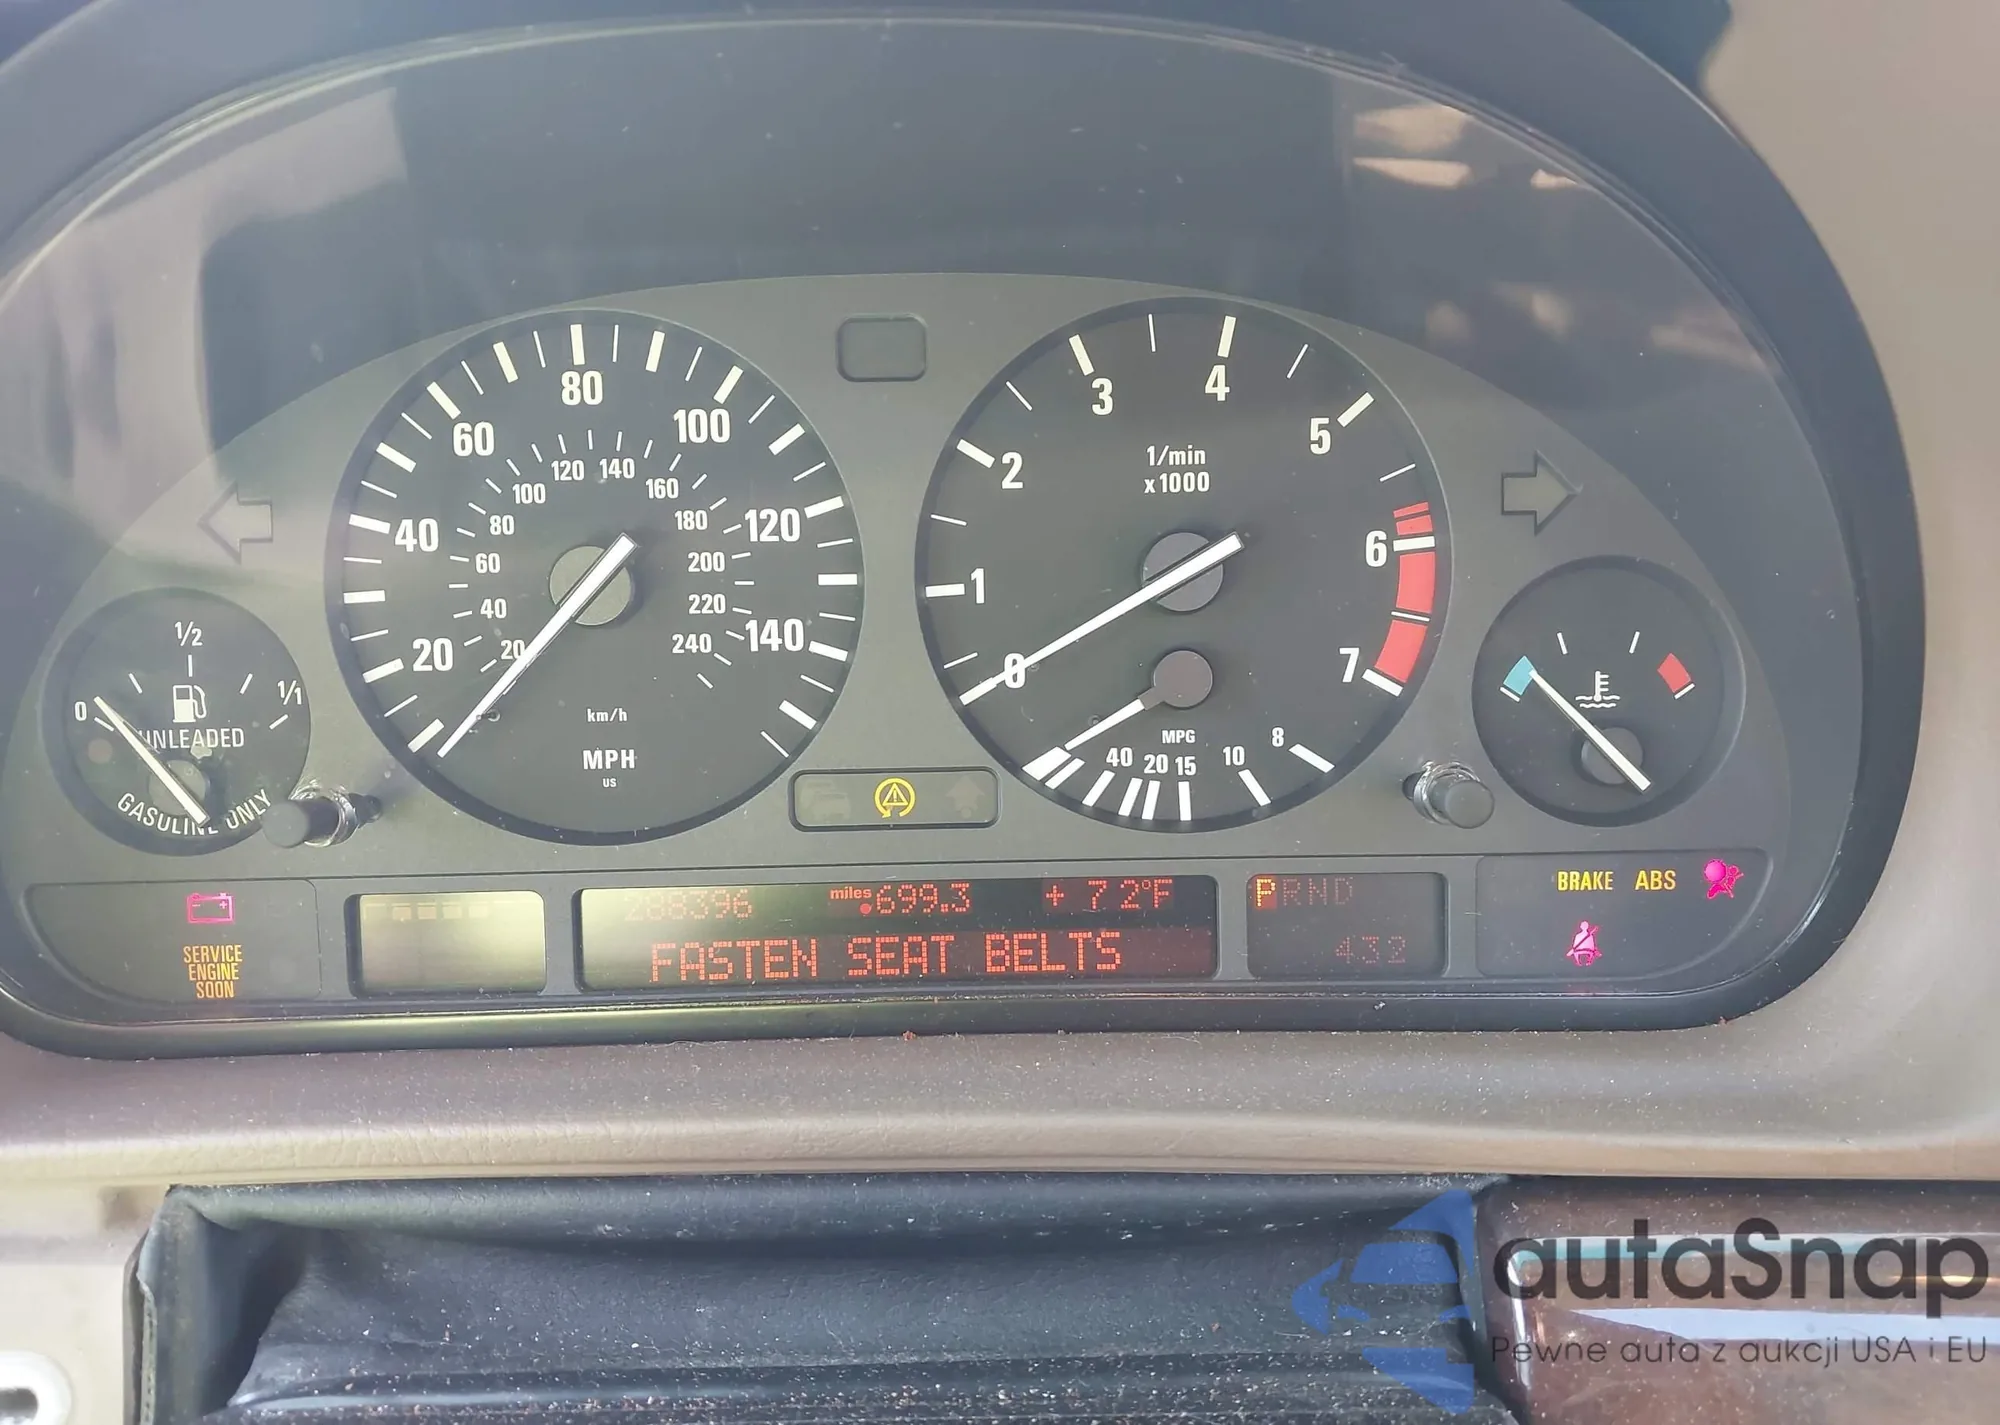 80
60
100
40
120
20
140
120
140
100
160
80
180
60
200
40
220
20
240
km/h
MPH
US
4
3
5
2
1/min
x1000
6
1
7
0
MPG
40
20
15
10
8
1/2
0
1/1
UNLEADED
GASOLINE ONLY
288396 miles 699.3 + 72°F
FASTEN SEAT BELTS
PRND
432
SERVICE
ENGINE
SOON
BRAKE ABS
autaSnap
Pewne auta z aukcji USA i EU